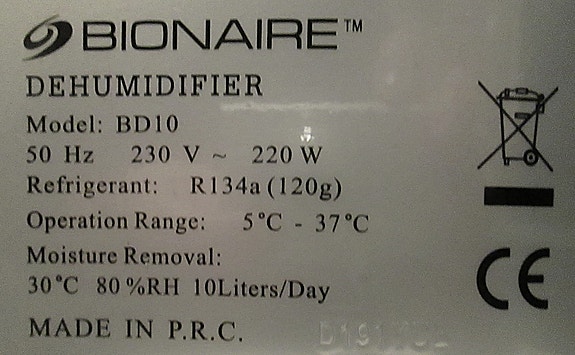 BIONAIRE™
DEHUMIDIFIER
Model: BD10
50 Hz 230 V ~ 220 W
Refrigerant: R134a (120g)
Operation Range: 5°C - 37°C
Moisture Removal:
30°C 80%RH 10Liters/Day
MADE IN P.R.C.
CE